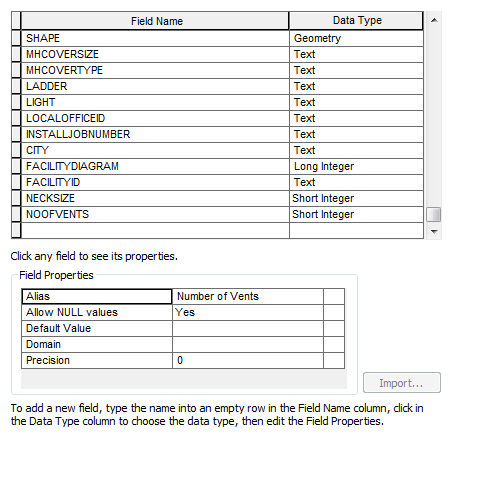 Field Name Data Type
SHAPE Geometry
MHCOVERSIZE Text
MHCOVERTYPE Text
LADDER Text
LIGHT Text
LOCALOFFICEID Text
INSTALLJOBNUMBER Text
CITY Text
FACILITYDIAGRAM Long Integer
FACILITYID Text
NECKSIZE Short Integer
NOOFVENTS Short Integer
Click any field to see its properties.
Field Properties
Alias Number of Vents
Allow NULL values Yes
Default Value
Domain
Precision 0
Import...
To add a new field, type the name into an empty row in the Field Name column, click in
the Data Type column to choose the data type, then edit the Field Properties.